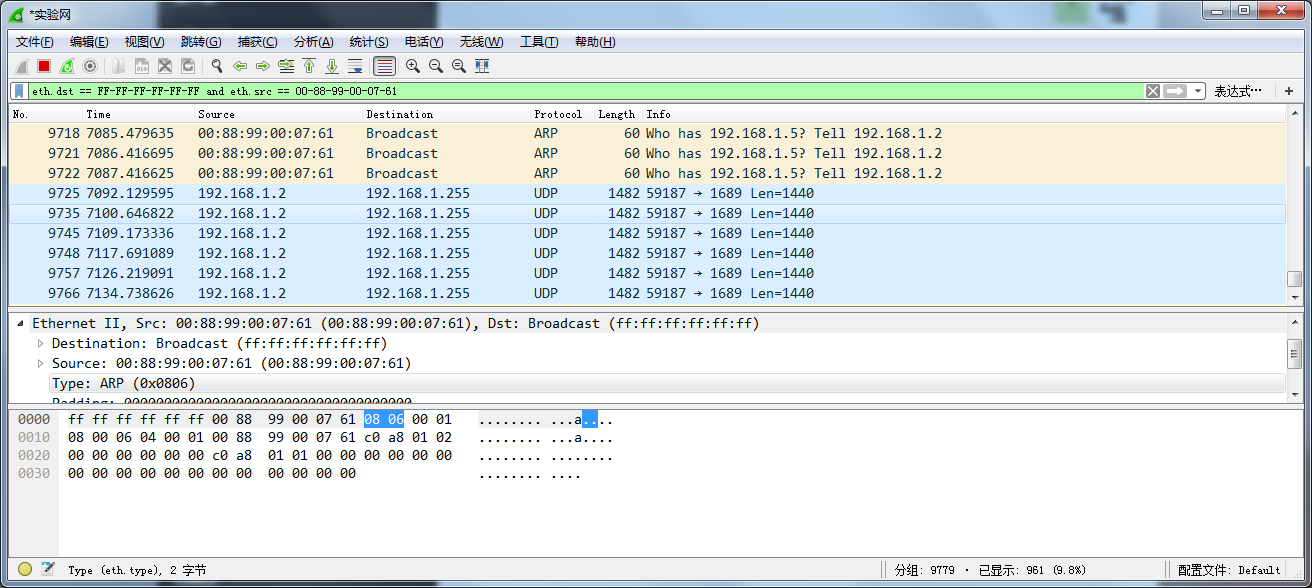 *实验网
文件(F) 编辑(E) 视图(V) 跳转(G) 捕获(C) 分析(A) 统计(S) 电话(Y) 无线(W) 工具(T) 帮助(H)
eth.dst == FF-FF-FF-FF-FF-FF and eth.src == 00-88-99-00-07-61 表达式… +
No. Time Source Destination Protocol Length Info
9718 7085.479635 00:88:99:00:07:61 Broadcast ARP 60 Who has 192.168.1.5? Tell 192.168.1.2
9721 7086.416695 00:88:99:00:07:61 Broadcast ARP 60 Who has 192.168.1.5? Tell 192.168.1.2
9722 7087.416625 00:88:99:00:07:61 Broadcast ARP 60 Who has 192.168.1.5? Tell 192.168.1.2
9725 7092.129595 192.168.1.2 192.168.1.255 UDP 1482 59187 → 1689 Len=1440
9735 7100.646822 192.168.1.2 192.168.1.255 UDP 1482 59187 → 1689 Len=1440
9745 7109.173336 192.168.1.2 192.168.1.255 UDP 1482 59187 → 1689 Len=1440
9748 7117.691089 192.168.1.2 192.168.1.255 UDP 1482 59187 → 1689 Len=1440
9757 7126.219091 192.168.1.2 192.168.1.255 UDP 1482 59187 → 1689 Len=1440
9766 7134.738626 192.168.1.2 192.168.1.255 UDP 1482 59187 → 1689 Len=1440
Ethernet II, Src: 00:88:99:00:07:61 (00:88:99:00:07:61), Dst: Broadcast (ff:ff:ff:ff:ff:ff)
Destination: Broadcast (ff:ff:ff:ff:ff:ff)
Source: 00:88:99:00:07:61 (00:88:99:00:07:61)
Type: ARP (0x0806)
Padding: 000000000000000000000000000000000000
0000 ff ff ff ff ff ff 00 88 99 00 07 61 08 06 00 01 ........ ...a....
0010 08 00 06 04 00 01 00 88 99 00 07 61 c0 a8 01 02 ........ ...a....
0020 00 00 00 00 00 00 c0 a8 01 01 00 00 00 00 00 00 ........ ........
0030 00 00 00 00 00 00 00 00 00 00 00 00 ........ ....
Type (eth.type), 2 字节 分组: 9779 · 已显示: 961 (9.8%) 配置文件: Default